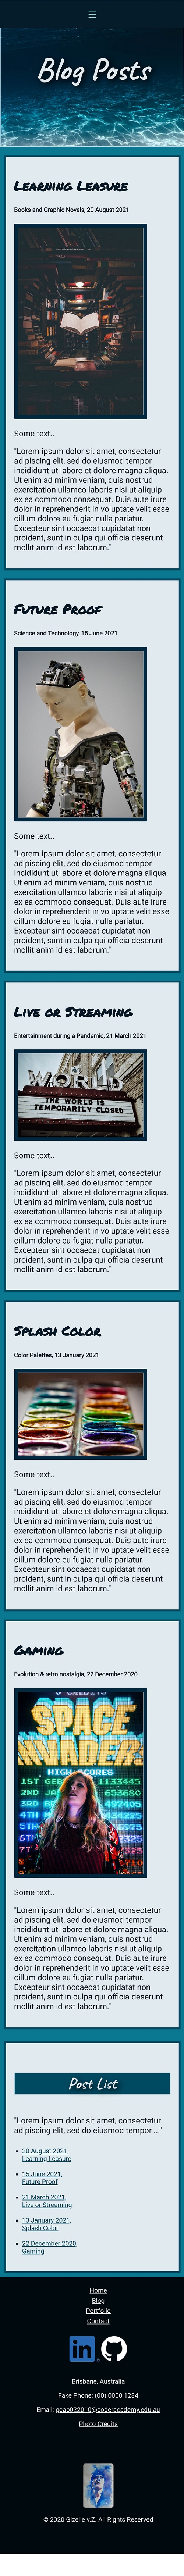 Blog Posts
Learning Leasure
Books and Graphic Novels, 20 August 2021
Some text..
"Lorem ipsum dolor sit amet, consectetur
adipiscing elit, sed do eiusmod tempor
incididunt ut labore et dolore magna aliqua.
Ut enim ad minim veniam, quis nostrud
exercitation ullamco laboris nisi ut aliquip
ex ea commodo consequat. Duis aute irure
dolor in reprehenderit in voluptate velit esse
cillum dolore eu fugiat nulla pariatur.
Excepteur sint occaecat cupidatat non
proident, sunt in culpa qui officia deserunt
mollit anim id est laborum."
Future Proof
Science and Technology, 15 June 2021
Some text..
"Lorem ipsum dolor sit amet, consectetur
adipiscing elit, sed do eiusmod tempor
incididunt ut labore et dolore magna aliqua.
Ut enim ad minim veniam, quis nostrud
exercitation ullamco laboris nisi ut aliquip
ex ea commodo consequat. Duis aute irure
dolor in reprehenderit in voluptate velit esse
cillum dolore eu fugiat nulla pariatur.
Excepteur sint occaecat cupidatat non
proident, sunt in culpa qui officia deserunt
mollit anim id est laborum."
Live or Streaming
Entertainment during a Pandemic, 21 March 2021
WORLD
THE WORLD IS
TEMPORARILY CLOSED
Some text..
"Lorem ipsum dolor sit amet, consectetur
adipiscing elit, sed do eiusmod tempor
incididunt ut labore et dolore magna aliqua.
Ut enim ad minim veniam, quis nostrud
exercitation ullamco laboris nisi ut aliquip
ex ea commodo consequat. Duis aute irure
dolor in reprehenderit in voluptate velit esse
cillum dolore eu fugiat nulla pariatur.
Excepteur sint occaecat cupidatat non
proident, sunt in culpa qui officia deserunt
mollit anim id est laborum."
Splash Color
Color Palettes, 13 January 2021
Some text..
"Lorem ipsum dolor sit amet, consectetur
adipiscing elit, sed do eiusmod tempor
incididunt ut labore et dolore magna aliqua.
Ut enim ad minim veniam, quis nostrud
exercitation ullamco laboris nisi ut aliquip
ex ea commodo consequat. Duis aute irure
dolor in reprehenderit in voluptate velit esse
cillum dolore eu fugiat nulla pariatur.
Excepteur sint occaecat cupidatat non
proident, sunt in culpa qui officia deserunt
mollit anim id est laborum."
Gaming
Evolution & retro nostalgia, 22 December 2020
CREDITS
SPACE
INVADER
HIGH SCORES
1ST
2ND
3RD
4TH
5TH
Some text..
"Lorem ipsum dolor sit amet, consectetur
adipiscing elit, sed do eiusmod tempor
incididunt ut labore et dolore magna aliqua.
Ut enim ad minim veniam, quis nostrud
exercitation ullamco laboris nisi ut aliquip
ex ea commodo consequat. Duis aute irure
dolor in reprehenderit in voluptate velit esse
cillum dolore eu fugiat nulla pariatur.
Excepteur sint occaecat cupidatat non
proident, sunt in culpa qui officia deserunt
mollit anim id est laborum."
Post List
"Lorem ipsum dolor sit amet, consectetur
adipiscing elit, sed do eiusmod tempor ..."
20 August 2021,
Learning Leasure
15 June 2021,
Future Proof
21 March 2021,
Live or Streaming
13 January 2021,
Splash Color
22 December 2020,
Gaming
Home
Blog
Portfolio
Contact
in
Brisbane, Australia
Fake Phone: (00) 0000 1234
Email: gcab022010@coderacademy.edu.au
Photo Credits
© 2020 Gizelle v.Z. All Rights Reserved